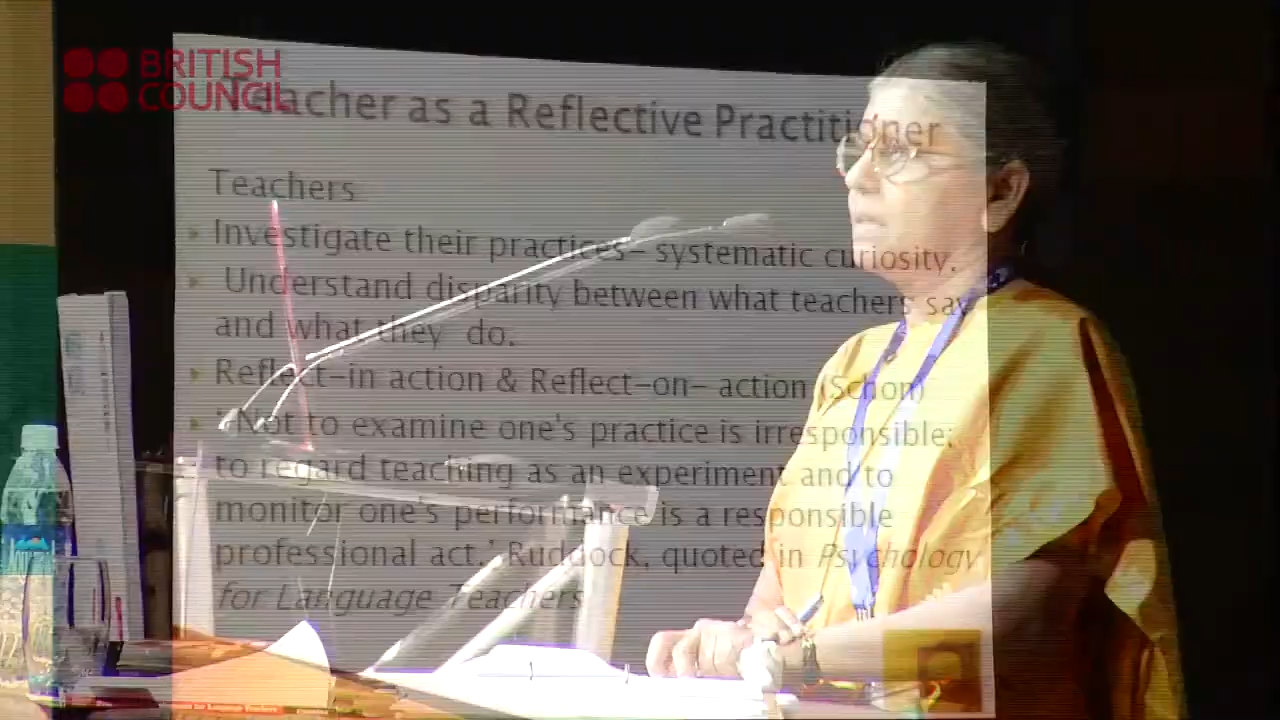 BRITISH
COUNCIL
Teacher as a Reflective Practitioner
Teachers
Investigate their practices- systematic curiosity.
Understand disparity between what teachers say
and what they do.
Reflect-in action & Reflect-on- action (Schon)
' Not to examine one's practice is irresponsible;
to regard teaching as an experiment and to
monitor one's performance is a responsible
professional act.' Ruddock, quoted in Psychology
for Language Teachers